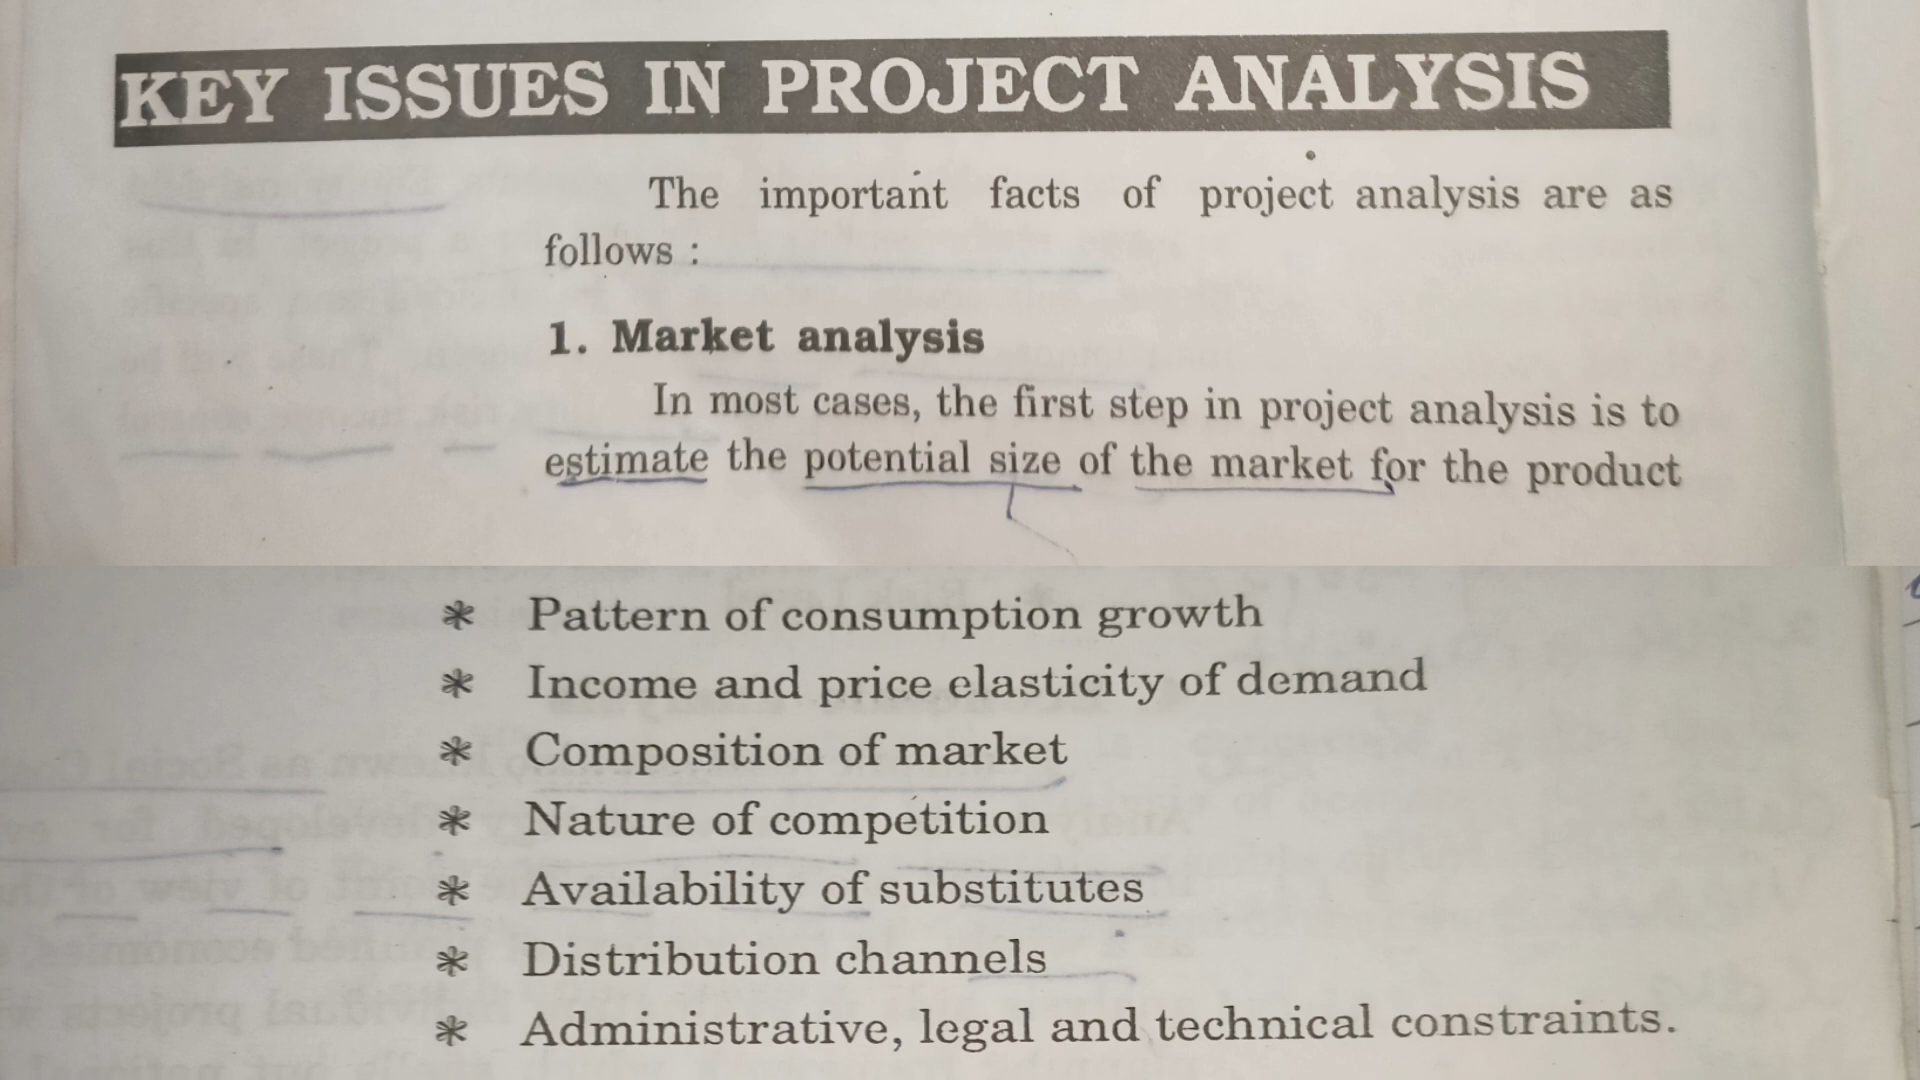 KEY ISSUES IN PROJECT ANALYSIS
The important facts of project analysis are as
follows :
1. Market analysis
In most cases, the first step in project analysis is to
estimate the potential size of the market for the product
* Pattern of consumption growth
* Income and price elasticity of demand
* Composition of market
* Nature of competition
* Availability of substitutes
* Distribution channels
* Administrative, legal and technical constraints.